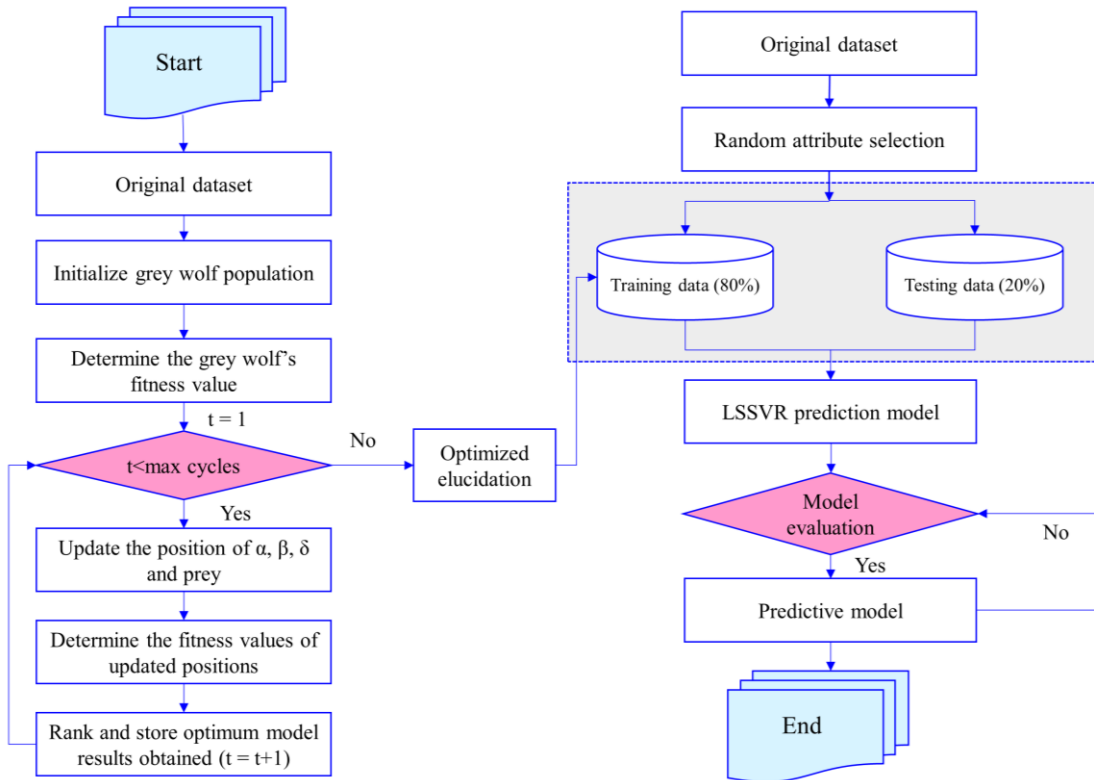 Start
Original dataset
Initialize grey wolf population
Determine the grey wolf’s
fitness value
t = 1
t<max cycles
No
Yes
Optimized
elucidation
Update the position of α, β, δ
and prey
Determine the fitness values of
updated positions
Rank and store optimum model
results obtained (t = t+1)
Original dataset
Random attribute selection
Training data (80%)
Testing data (20%)
LSSVR prediction model
Model
evaluation
No
Yes
Predictive model
End